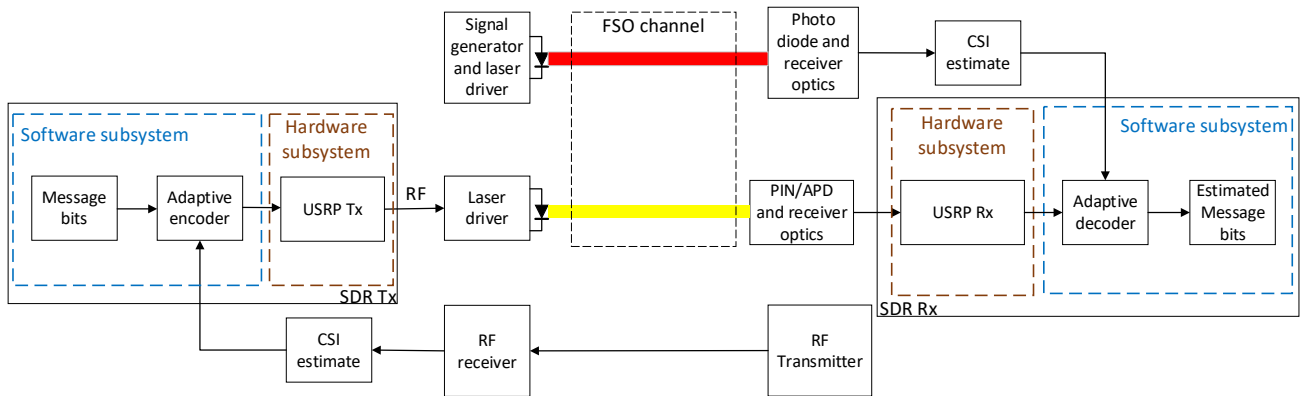 Signal
generator
and laser
driver
FSO channel
Photo
diode and
receiver
optics
CSI
estimate
Software subsystem
Hardware
subsystem
Message
bits
Adaptive
encoder
USRP Tx
SDR Tx
RF
Laser
driver
PIN/APD
and receiver
optics
Hardware
subsystem
Software subsystem
USRP Rx
Adaptive
decoder
Estimated
Message
bits
SDR Rx
CSI
estimate
RF
receiver
RF
Transmitter